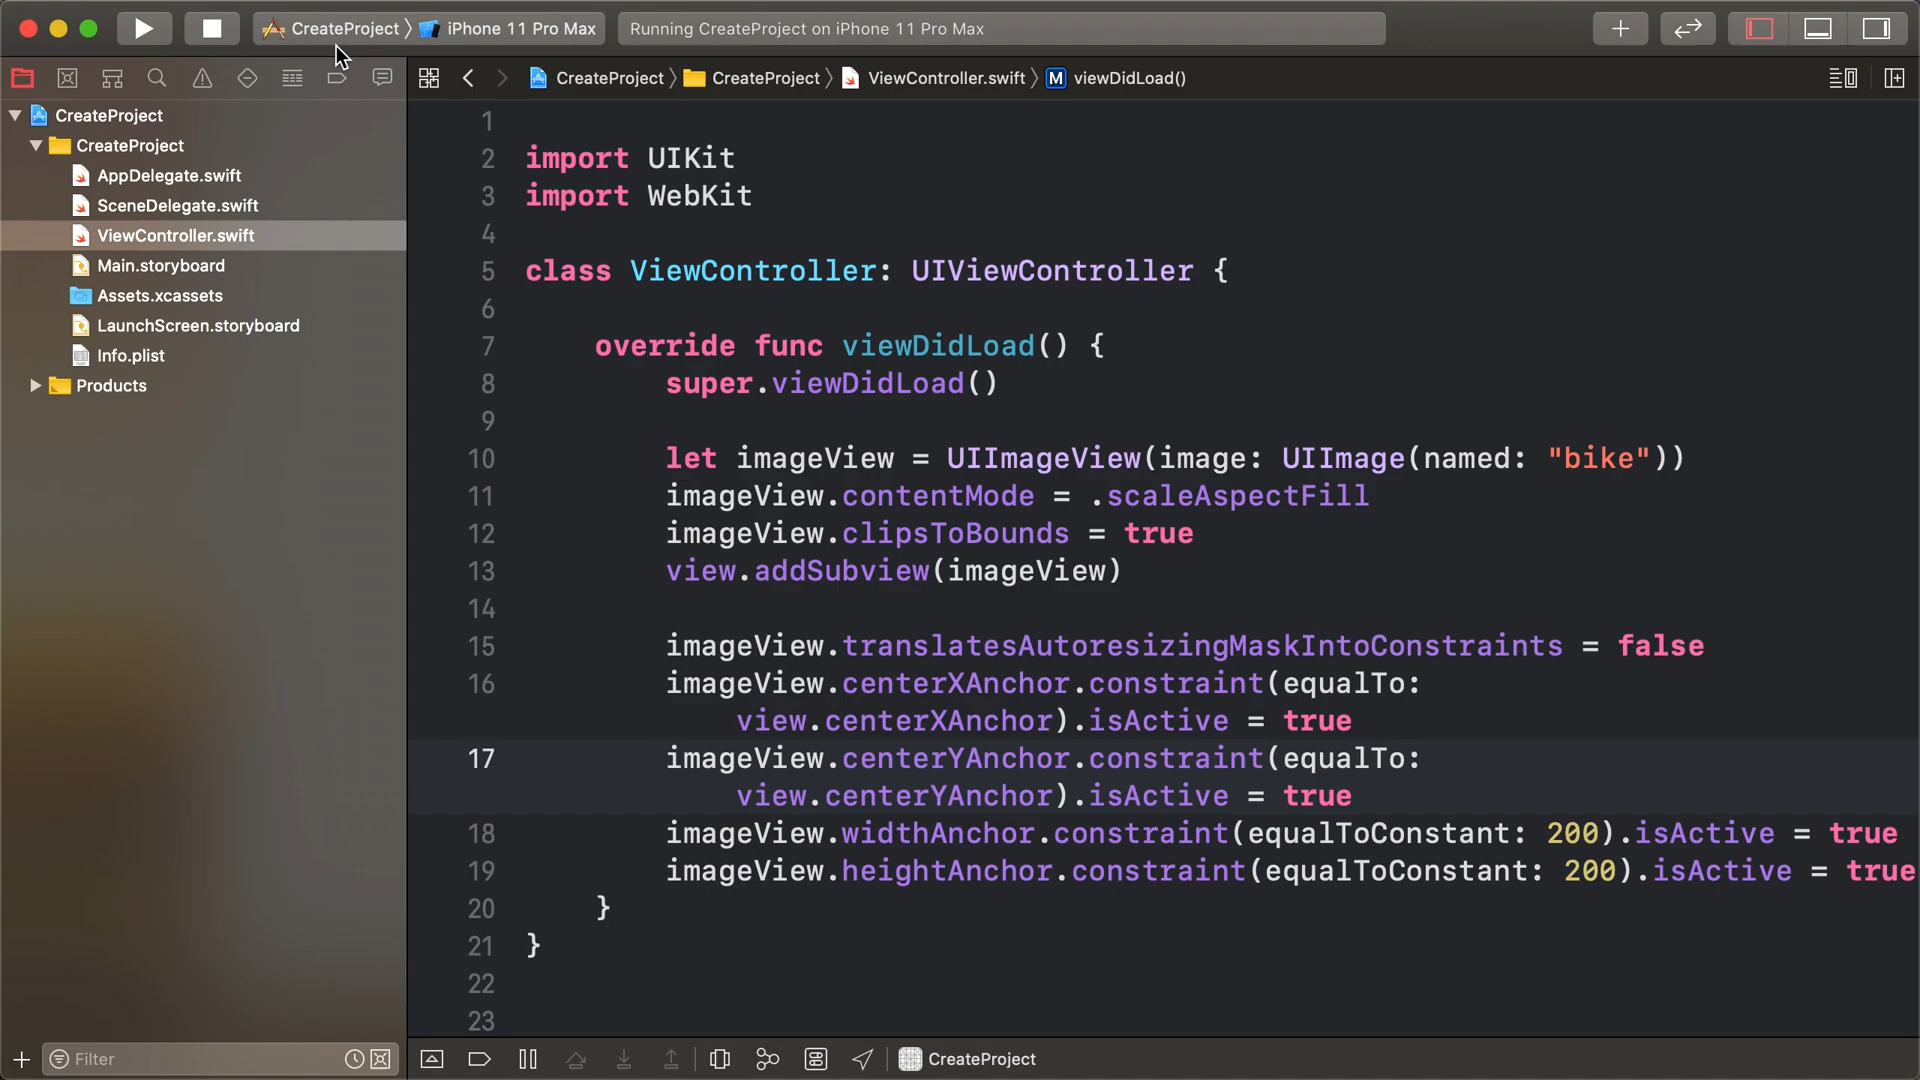 CreateProject 〉 iPhone 11 Pro Max
Running CreateProject on iPhone 11 Pro Max
CreateProject 〉 CreateProject 〉 ViewController.swift 〉 M viewDidLoad()
CreateProject
CreateProject
AppDelegate.swift
SceneDelegate.swift
ViewController.swift
Main.storyboard
Assets.xcassets
LaunchScreen.storyboard
Info.plist
Products
Filter
1
2 import UIKit
3 import WebKit
4
5 class ViewController: UIViewController {
6
7 override func viewDidLoad() {
8 super.viewDidLoad()
9
10 let imageView = UIImageView(image: UIImage(named: "bike"))
11 imageView.contentMode = .scaleAspectFill
12 imageView.clipsToBounds = true
13 view.addSubview(imageView)
14
15 imageView.translatesAutoresizingMaskIntoConstraints = false
16 imageView.centerXAnchor.constraint(equalTo:
view.centerXAnchor).isActive = true
17 imageView.centerYAnchor.constraint(equalTo:
view.centerYAnchor).isActive = true
18 imageView.widthAnchor.constraint(equalToConstant: 200).isActive = true
19 imageView.heightAnchor.constraint(equalToConstant: 200).isActive = true
20 }
21 }
22
23
CreateProject